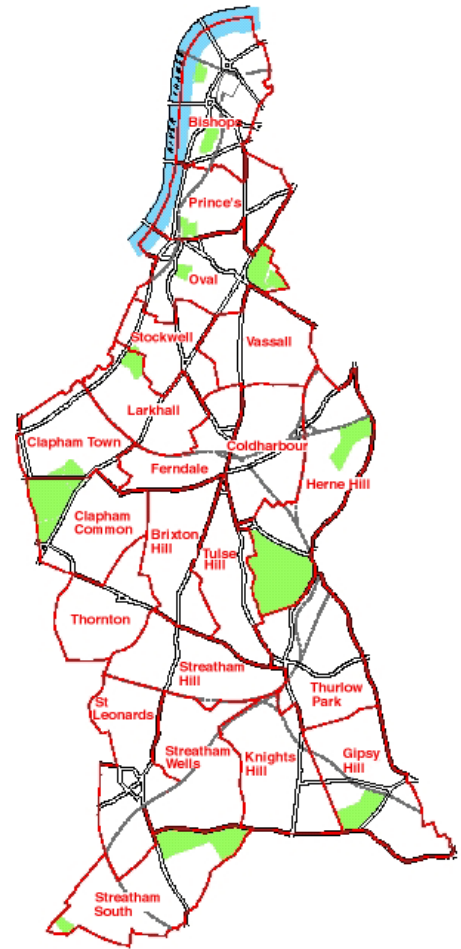 RIVER THAMES
Bishops
Prince's
Oval
Stockwell
Vassall
Larkhall
Clapham Town
Coldharbour
Ferndale
Herne Hill
Clapham
Common
Brixton
Hill
Tulse
Hill
Thornton
Streatham
Hill
Thurlow
Park
St
Leonards
Streatham
Wells
Knights
Hill
Gipsy
Hill
Streatham
South